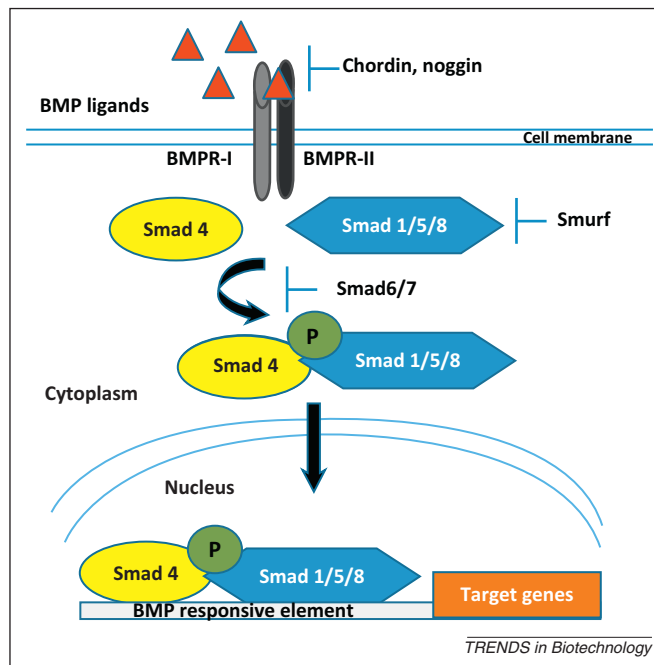 Chordin, noggin
BMP ligands
Cell membrane
BMPR-I
BMPR-II
Smad 4
Smad 1/5/8
Smurf
Smad6/7
P
Smad 4
Smad 1/5/8
Cytoplasm
Nucleus
P
Smad 4
Smad 1/5/8
Target genes
BMP responsive element
TRENDS in Biotechnology